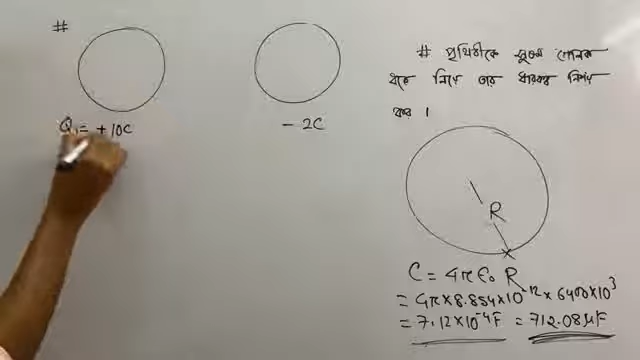 #
Q₁ = +10C
- 2C
# পৃথিবীকে সুষম গোলক
ধরে নিয়ে তার ধারকত্ব নির্ণয়
কর ।
R
C = 4πϵ₀ R
= 4π×8.854×10⁻¹²×6400×10³
= 7.12×10⁻⁴F = 712.08μF